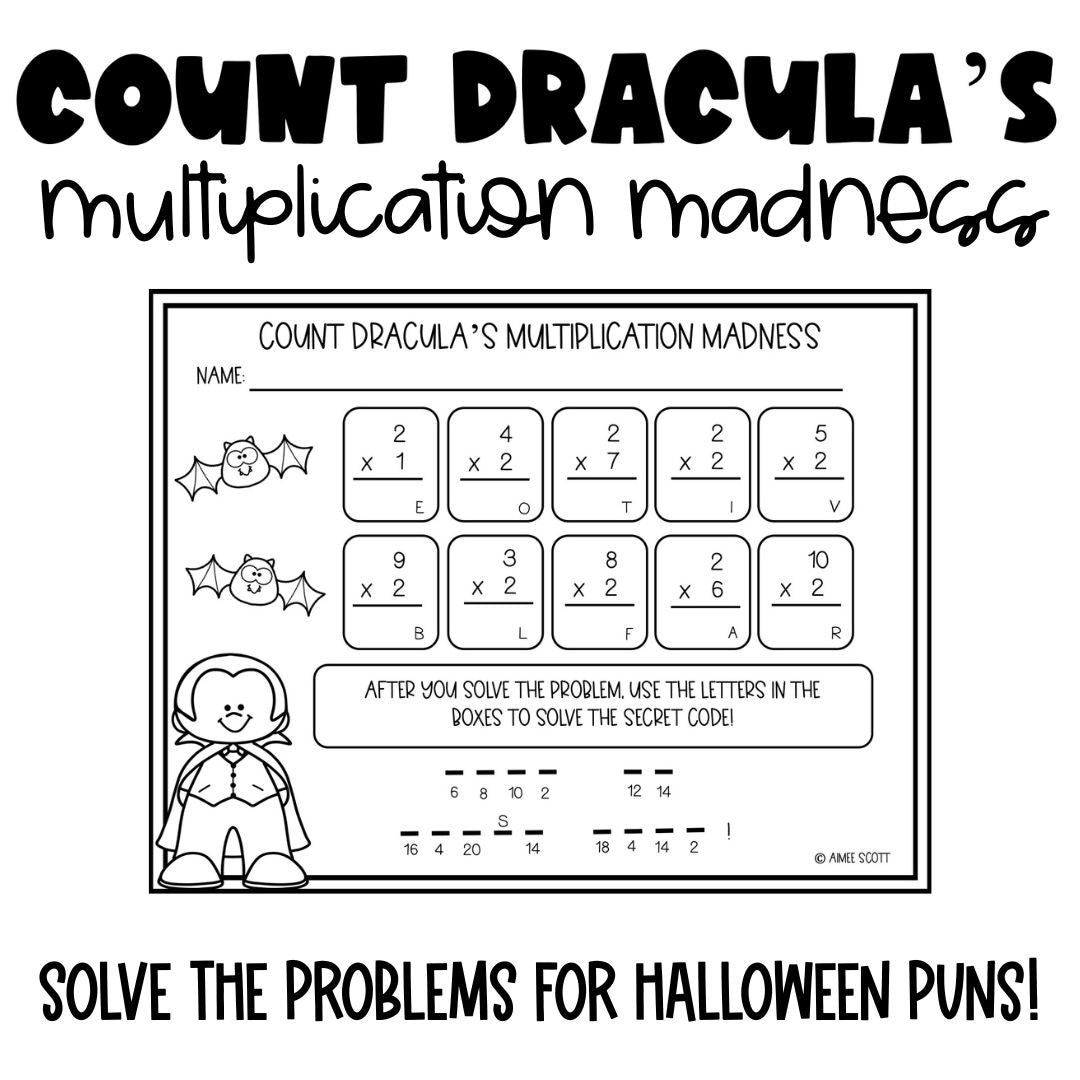 COUNT DRACULA'S
multiplication madness
COUNT DRACULA'S MULTIPLICATION MADNESS
NAME:
2 4 2 2 5
x 1 x 2 x 7 x 2 x 2
E O T I V
9 3 8 2 10
x 2 x 2 x 2 x 6 x 2
B L F A R
AFTER YOU SOLVE THE PROBLEM, USE THE LETTERS IN THE
BOXES TO SOLVE THE SECRET CODE!
6 8 10 2 12 14
S !
16 4 20 14 18 4 14 2
© AIMEE SCOTT
SOLVE THE PROBLEMS FOR HALLOWEEN PUNS!